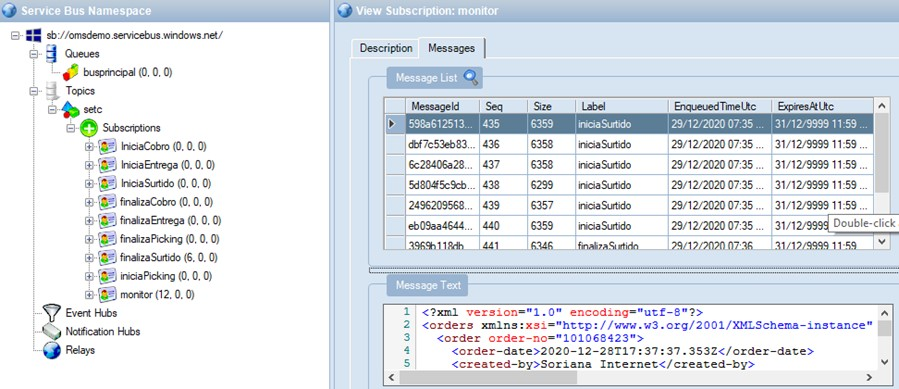 Service Bus Namespace
sb://omsdemo.servicebus.windows.net/
Queues
busprincipal (0, 0, 0)
Topics
setc
Subscriptions
IniciaCobro (0, 0, 0)
IniciaEntrega (0, 0, 0)
IniciaSurtido (0, 0, 0)
finalizaCobro (0, 0, 0)
finalizaEntrega (0, 0, 0)
finalizaPicking (0, 0, 0)
finalizaSurtido (6, 0, 0)
iniciaPicking (0, 0, 0)
monitor (12, 0, 0)
Event Hubs
Notification Hubs
Relays
View Subscription: monitor
Description Messages
Message List
MessageId Seq Size Label EnqueuedTimeUtc ExpiresAtUtc
598a612513... 435 6359 iniciaSurtido 29/12/2020 07:35 ... 31/12/9999 11:59 ...
dbf7c53eb83... 436 6358 iniciaSurtido 29/12/2020 07:35 ... 31/12/9999 11:59 ...
6c28406a28... 437 6358 iniciaSurtido 29/12/2020 07:35 ... 31/12/9999 11:59 ...
5d804f5c9cb... 438 6299 iniciaSurtido 29/12/2020 07:35 ... 31/12/9999 11:59 ...
2496209568... 439 6357 iniciaSurtido 29/12/2020 07:35 ... 31/12/9999 11:59 ...
eb09aa4644... 440 6359 iniciaSurtido 29/12/2020 07:35 ... Double-click
3969b118db... 441 6346 finalizaSurtido 29/12/2020 07:36 ... 31/12/9999 11:59 ...
Message Text
1 <?xml version="1.0" encoding="utf-8"?>
2 <orders xmlns:xsi="http://www.w3.org/2001/XMLSchema-instance"
3 <order order-no="101068423">
4 <order-date>2020-12-28T17:37:37.353Z</order-date>
5 <created-by>Soriana Internet</created-by>